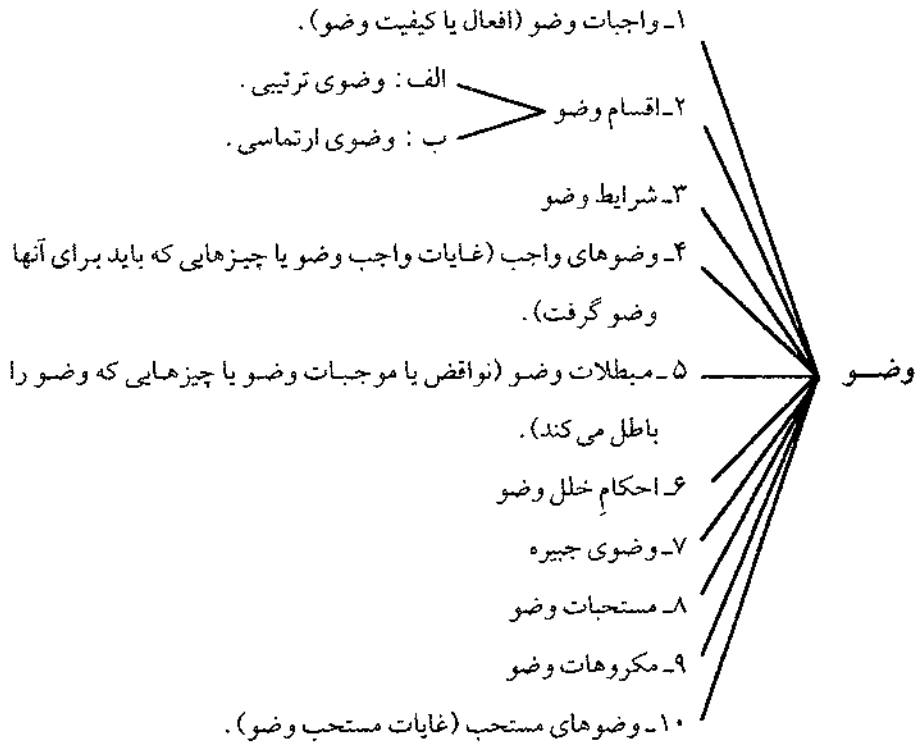 ۱ـ واجبات وضو (افعال یا کیفیت وضو).
الف: وضوی ترتیبی.
۲ـ اقسام وضو
ب: وضوی ارتماسی.
۳ـ شرایط وضو
۴ـ وضوهای واجب (غایات واجب وضو یا چیزهایی که باید برای آنها
وضو گرفت).
وضو
۵ـ مبطلات وضو (نواقض یا موجبات وضو یا چیزهایی که وضو را
باطل می‌کند).
۶ـ احکامِ خلل وضو
۷ـ وضوی جبیره
۸ـ مستحبات وضو
۹ـ مکروهات وضو
۱۰ـ وضوهای مستحب (غایات مستحب وضو).